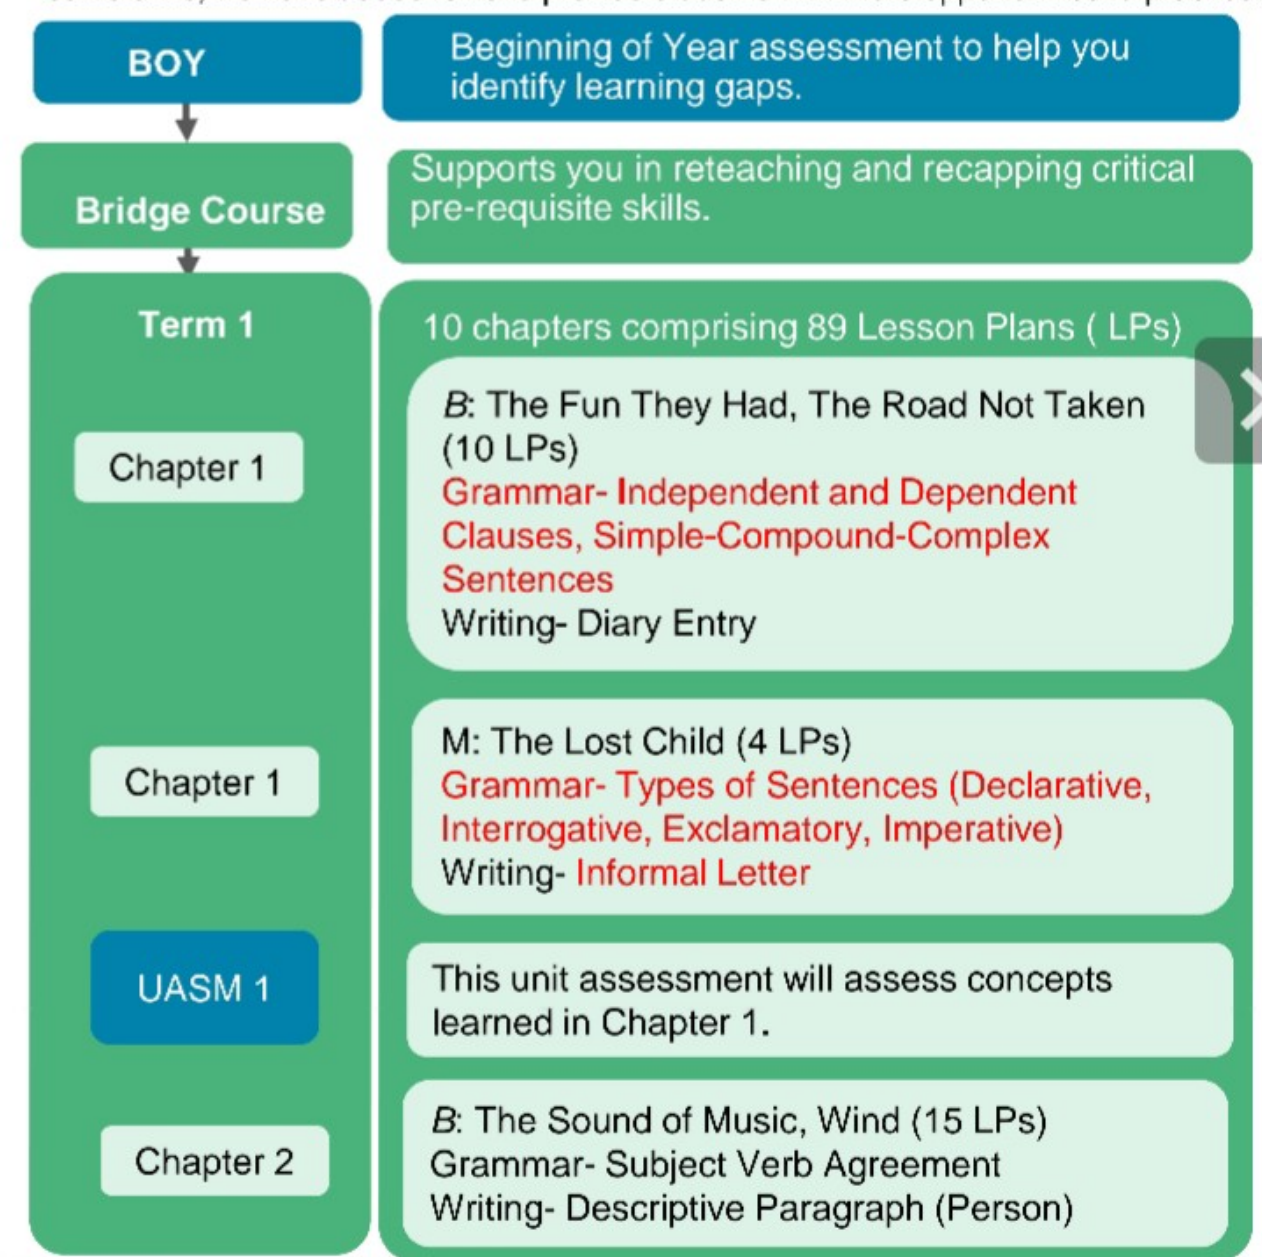 BOY
Beginning of Year assessment to help you
identify learning gaps.
Bridge Course
Supports you in reteaching and recapping critical
pre-requisite skills.
Term 1
10 chapters comprising 89 Lesson Plans ( LPs)
Chapter 1
B: The Fun They Had, The Road Not Taken
(10 LPs)
Grammar- Independent and Dependent
Clauses, Simple-Compound-Complex
Sentences
Writing- Diary Entry
Chapter 1
M: The Lost Child (4 LPs)
Grammar- Types of Sentences (Declarative,
Interrogative, Exclamatory, Imperative)
Writing- Informal Letter
UASM 1
This unit assessment will assess concepts
learned in Chapter 1.
Chapter 2
B: The Sound of Music, Wind (15 LPs)
Grammar- Subject Verb Agreement
Writing- Descriptive Paragraph (Person)